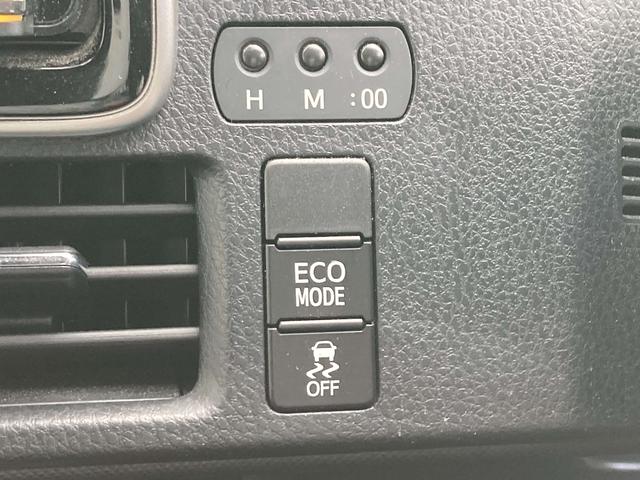 H M :00
ECO
MODE
OFF